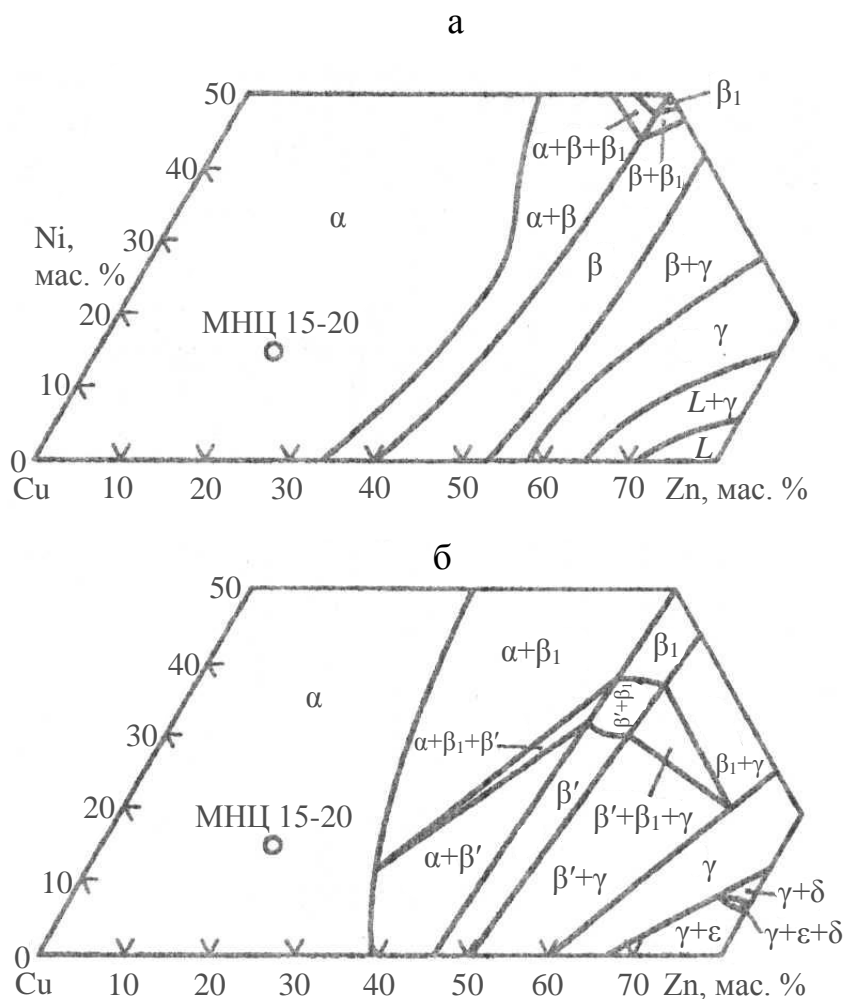 а
50
β₁
40
α+β+β₁
β+β₁
α
α+β
Ni,
мас. %
30
β
β+γ
20
МНЦ 15-20
γ
10
L+γ
L
0
Cu
10
20
30
40
50
60
70
Zn, мас. %
б
50
α+β₁
β₁
40
β′+β₁
α
30
α+β₁+β′
β₁+γ
20
β′
МНЦ 15-20
β′+β₁+γ
α+β′
10
β′+γ
γ
γ+δ
γ+ε
γ+ε+δ
0
Cu
10
20
30
40
50
60
70
Zn, мас. %